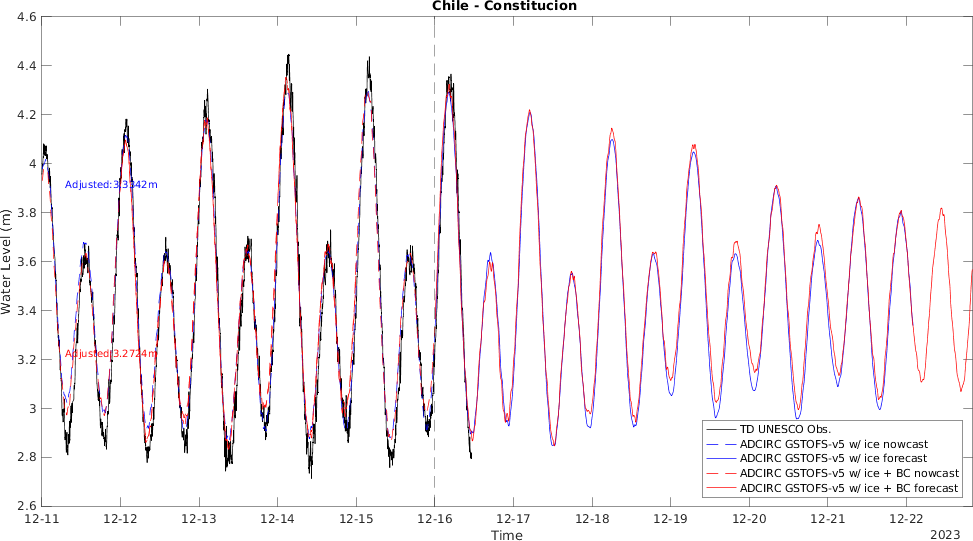 Chile - Constitucion
4.6
4.4
4.2
4
3.8
3.6
3.4
3.2
3
2.8
2.6
Water Level (m)
Adjusted:3.3342m
Adjusted:3.2724m
TD UNESCO Obs.
ADCIRC GSTOFS-v5 w/ ice nowcast
ADCIRC GSTOFS-v5 w/ ice forecast
ADCIRC GSTOFS-v5 w/ ice + BC nowcast
ADCIRC GSTOFS-v5 w/ ice + BC forecast
12-11 12-12 12-13 12-14 12-15 12-16 12-17 12-18 12-19 12-20 12-21 12-22
Time
2023